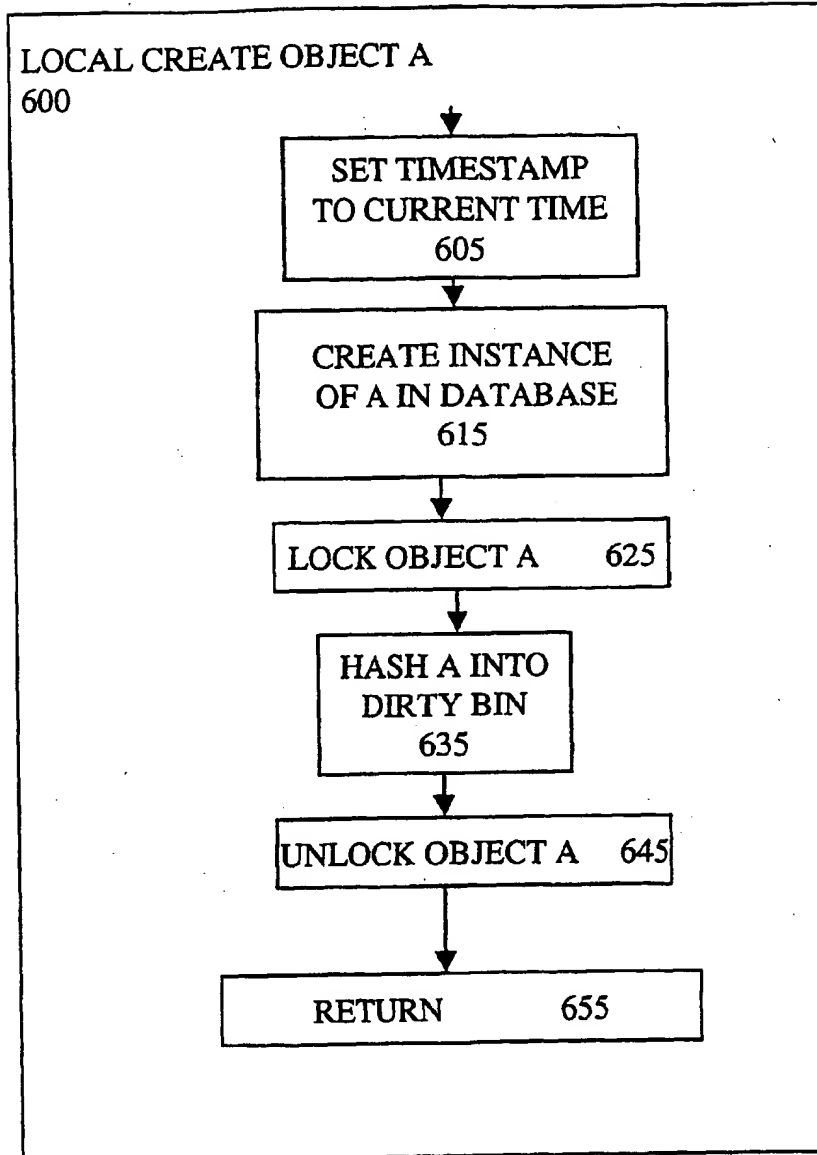 LOCAL CREATE OBJECT A
600
SET TIMESTAMP
TO CURRENT TIME
605
CREATE INSTANCE
OF A IN DATABASE
615
LOCK OBJECT A 625
HASH A INTO
DIRTY BIN
635
UNLOCK OBJECT A 645
RETURN 655